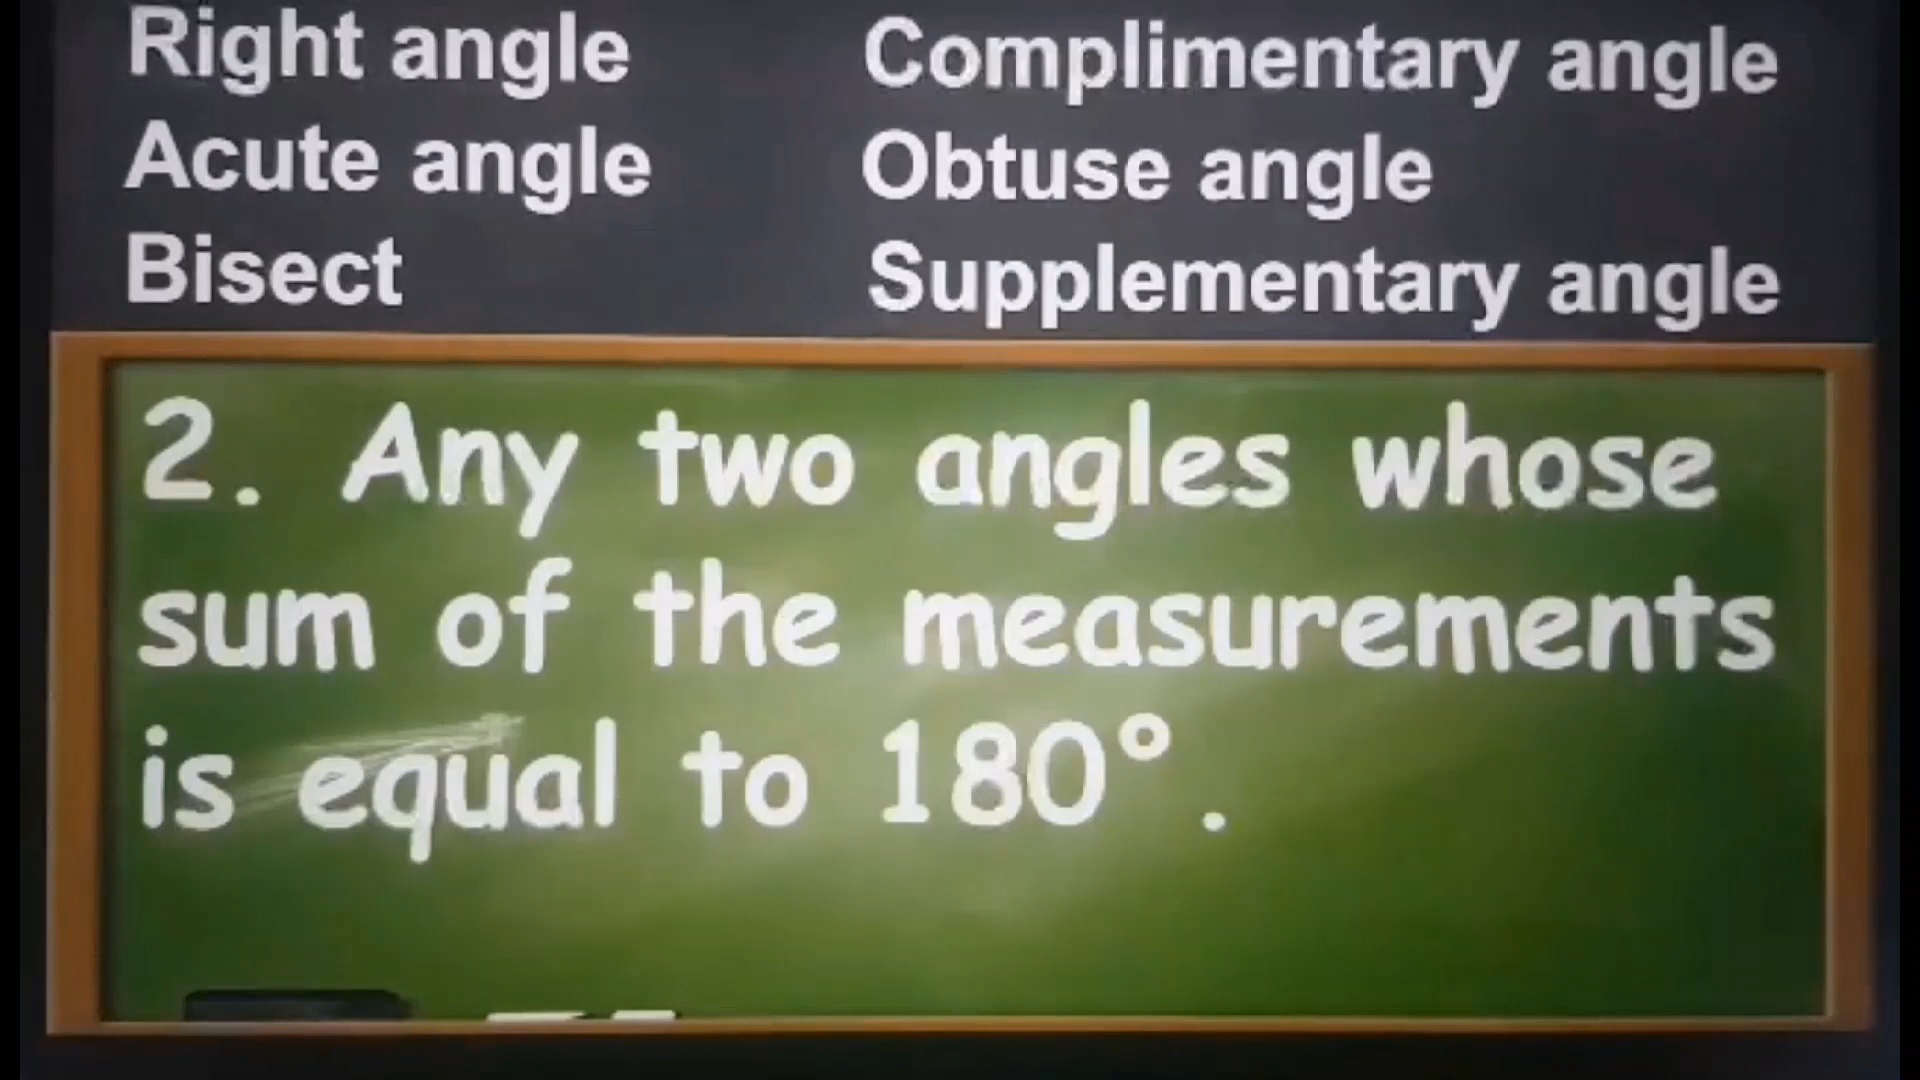 Right angle Complimentary angle
Acute angle Obtuse angle
Bisect Supplementary angle
2. Any two angles whose
sum of the measurements
is equal to 180°.